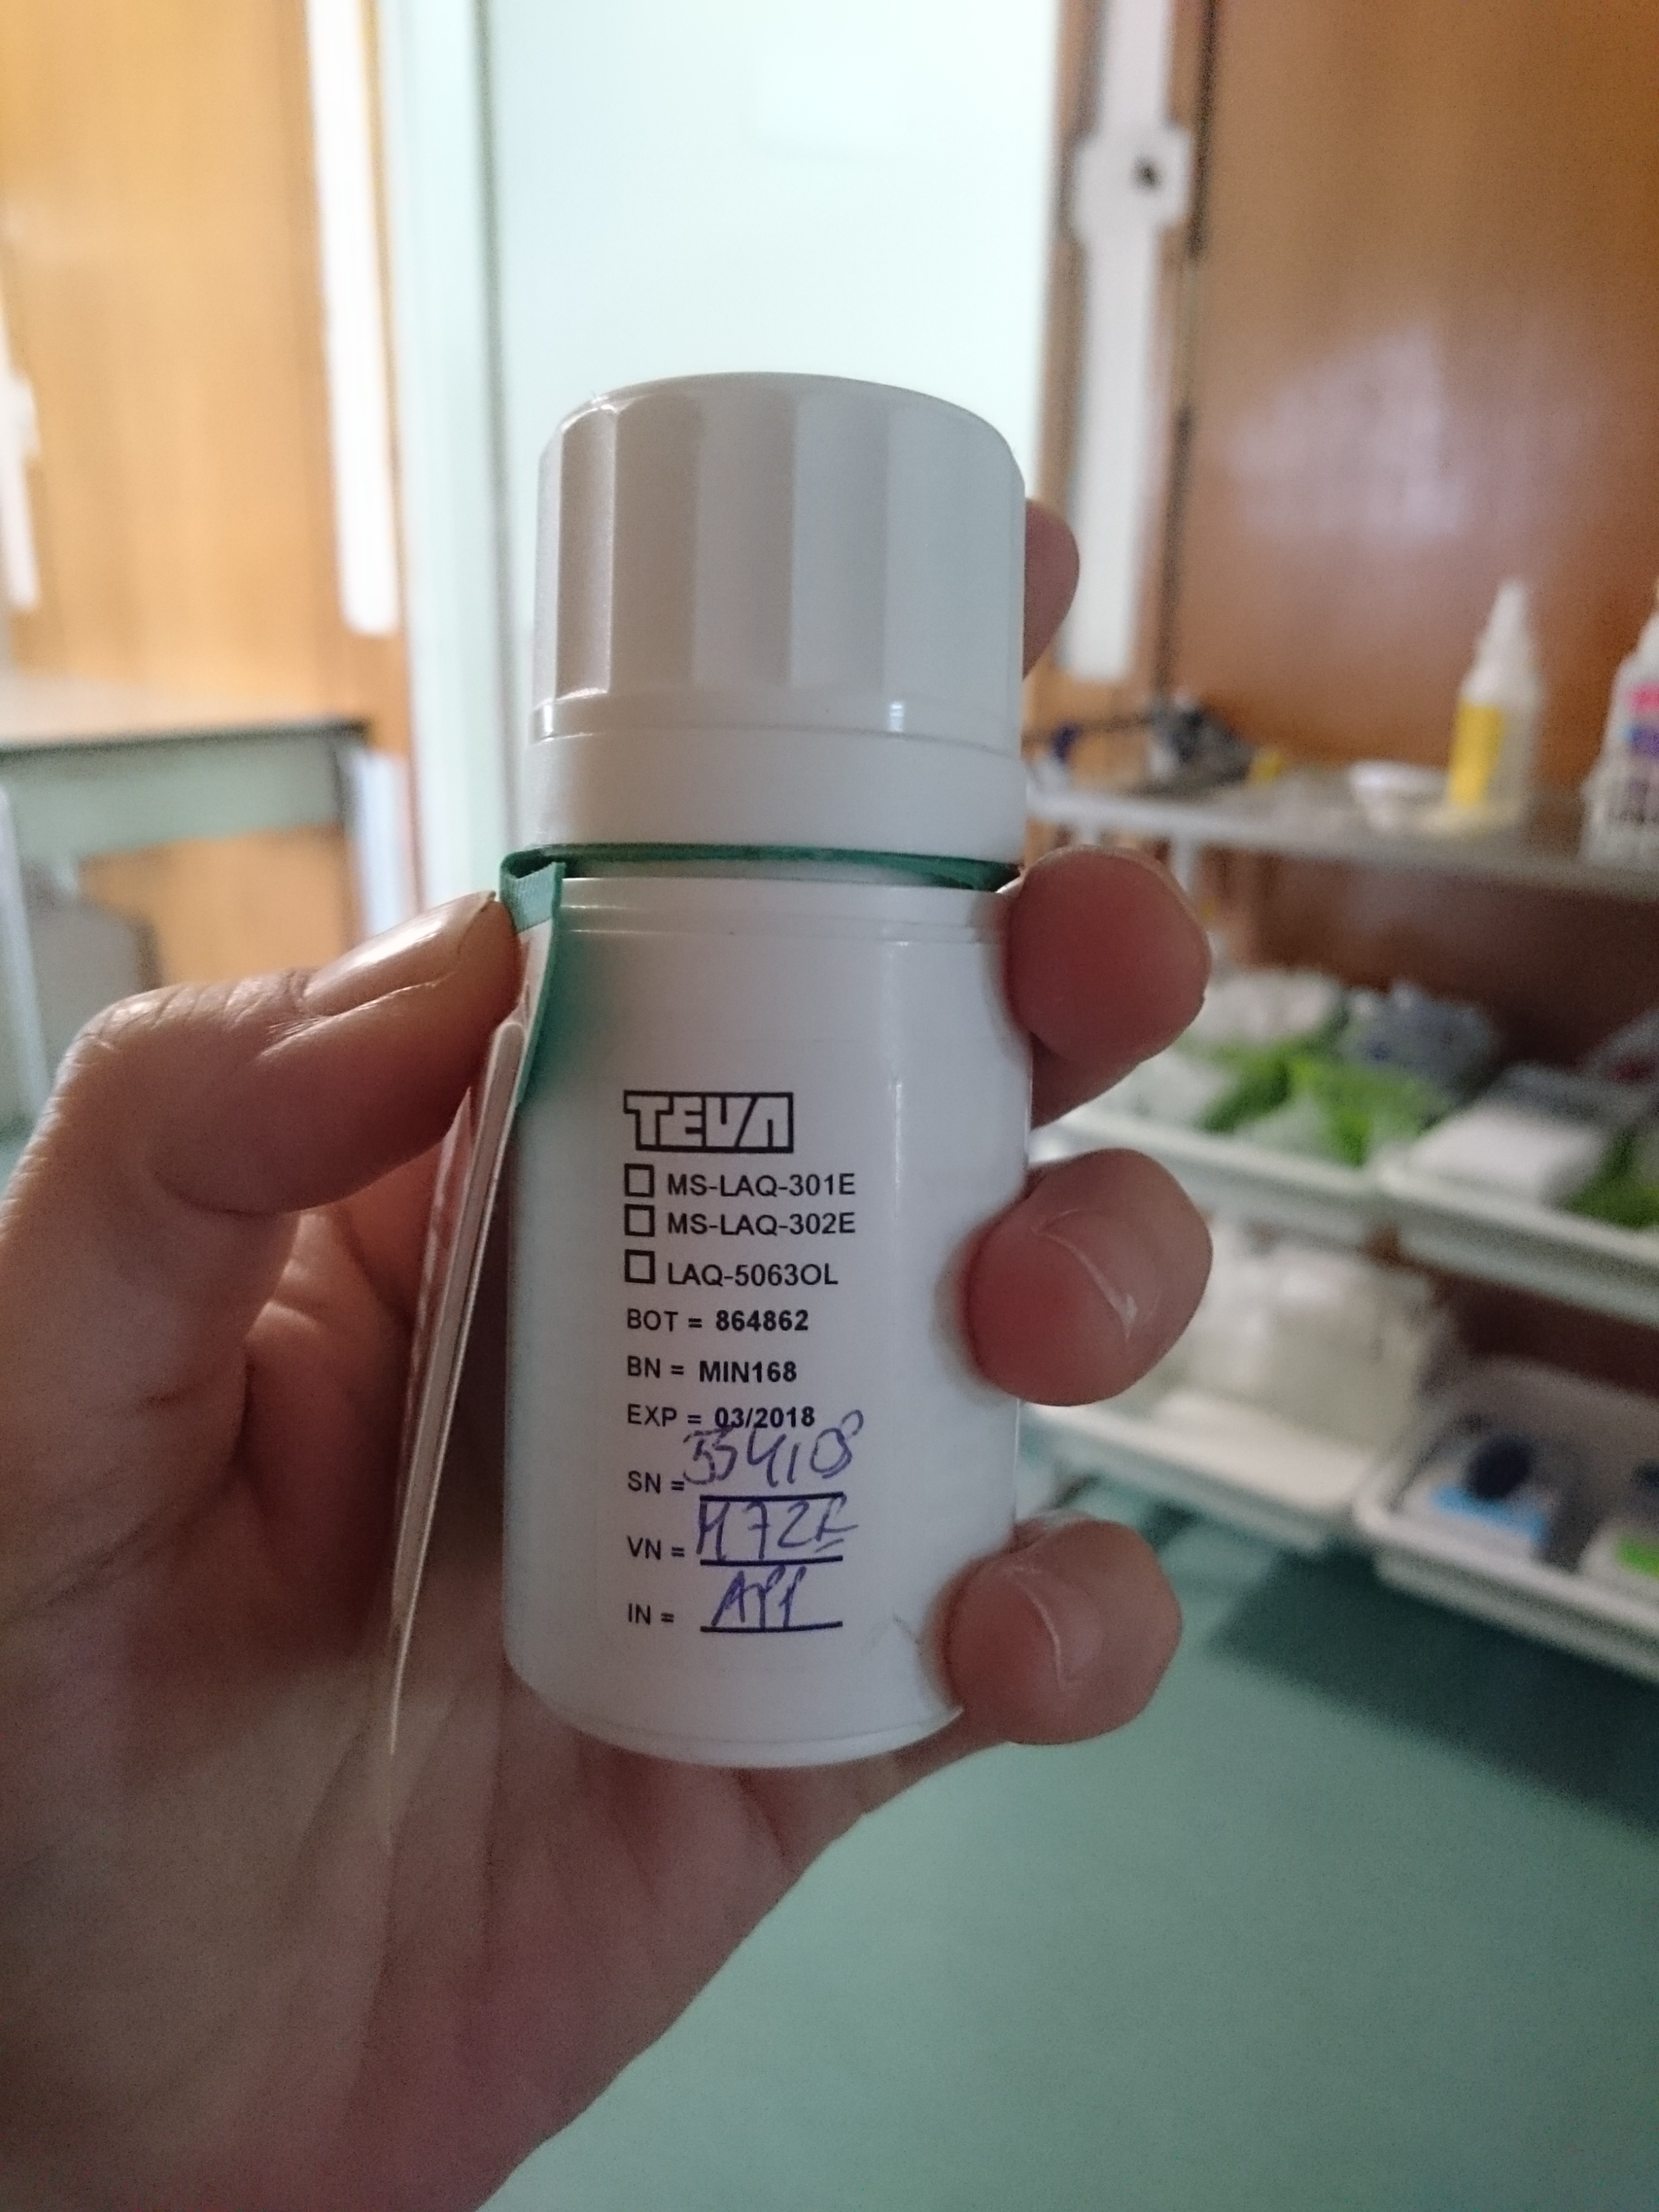 TEVA
MS-LAQ-301E
MS-LAQ-302E
LAQ-5063OL
BOT = 864862
BN = MIN168
EXP = 03/2018
SN =
VN =
IN =